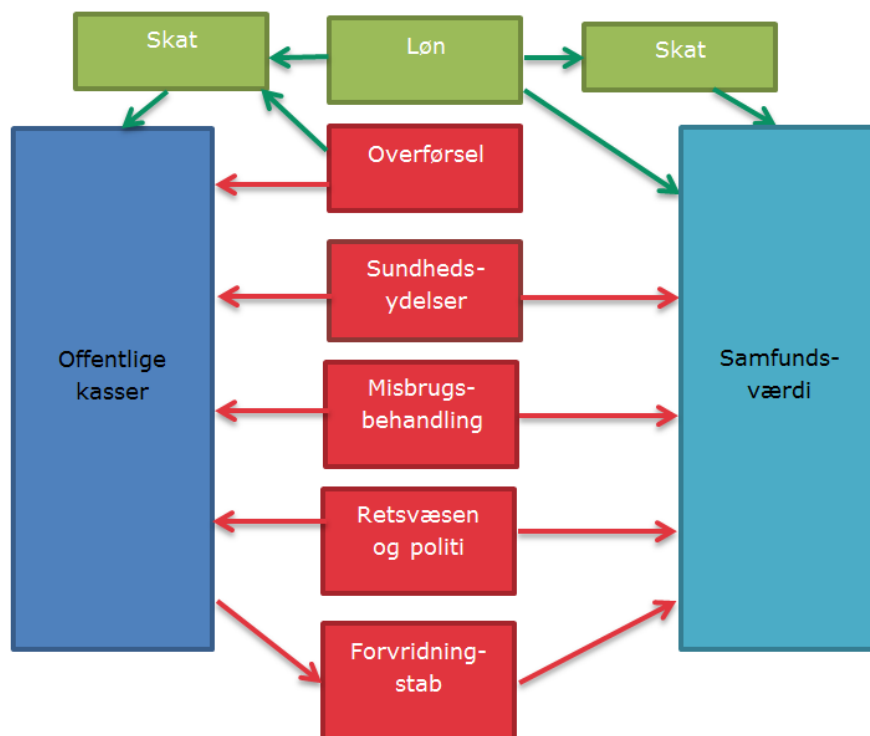 Skat
Løn
Skat
Overførsel
Sundheds-
ydelser
Offentlige
kasser
Samfunds-
værdi
Misbrugs-
behandling
Retsvæsen
og politi
Forvridning-
stab